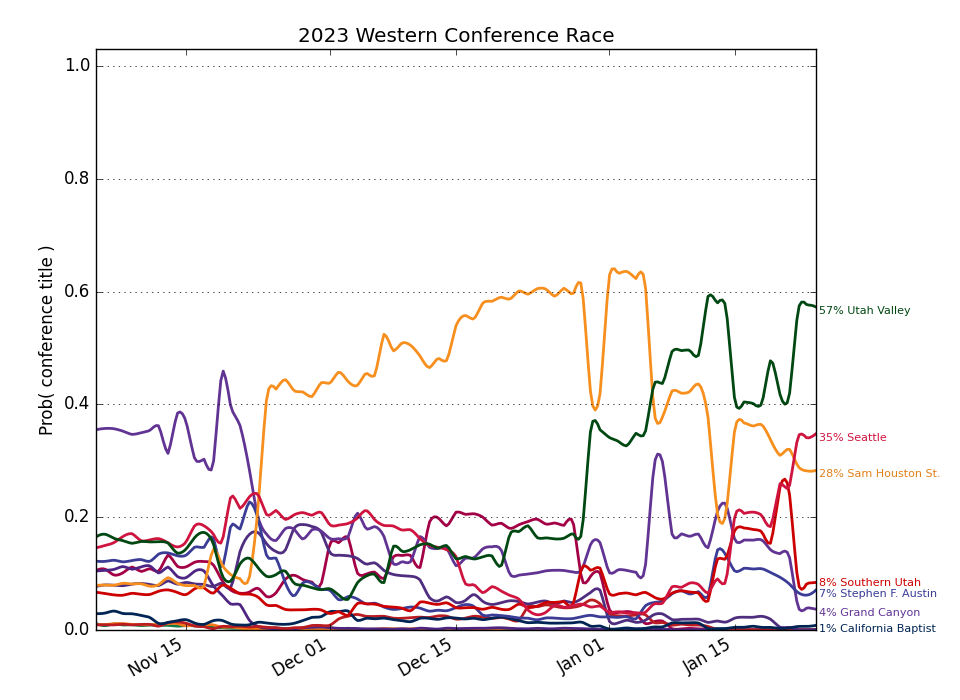 2023 Western Conference Race
Prob( conference title )
1.0
0.8
0.6
0.4
0.2
0.0
57% Utah Valley
35% Seattle
28% Sam Houston St.
8% Southern Utah
7% Stephen F. Austin
4% Grand Canyon
1% California Baptist
Nov 15
Dec 01
Dec 15
Jan 01
Jan 15